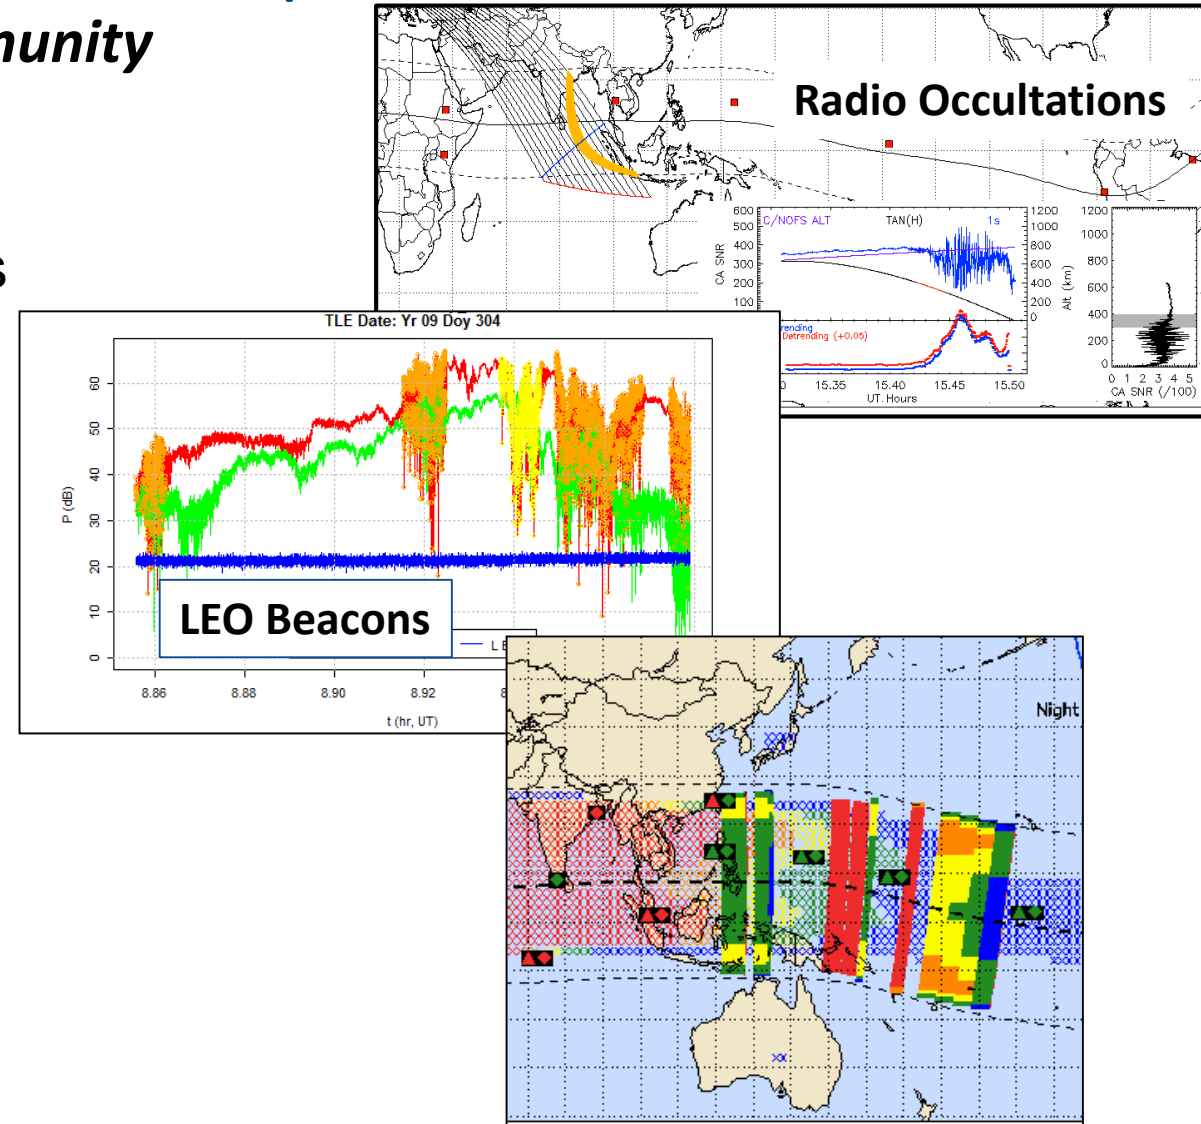 munity
s
Radio Occultations
600
500
400
300
200
100
CA SNR
C/NOFS ALT
TAN(H)
1s
1200
1000
800
600
400
200
0
Alt (km)
Detrending (+0.05)
15.35
15.40
15.45
15.50
UT. Hours
1200
1000
800
600
400
200
0
0 1 2 3 4 5
CA SNR (/100)
TLE Date: Yr 09 Doy 304
60
50
40
30
20
10
0
P (dB)
LEO Beacons
8.86
8.88
8.90
8.92
t (hr, UT)
Night